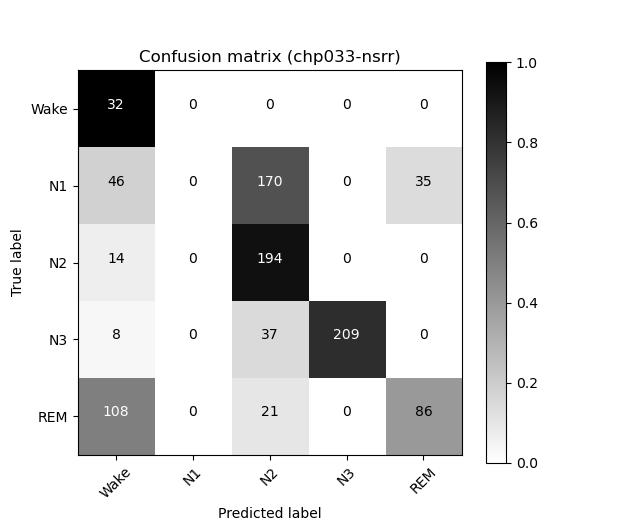 Confusion matrix (chp033-nsrr)
True label
Wake 32 0 0 0 0
N1 46 0 170 0 35
N2 14 0 194 0 0
N3 8 0 37 209 0
REM 108 0 21 0 86
Wake N1 N2 N3 REM
Predicted label
1.0
0.8
0.6
0.4
0.2
0.0